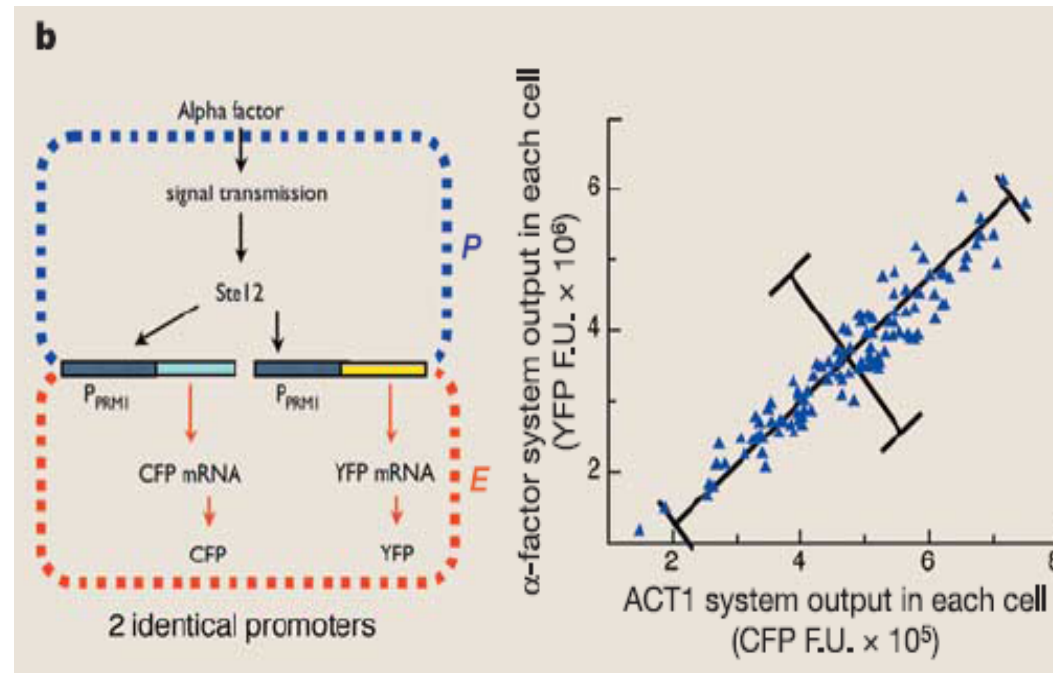 b
Alpha factor
signal transmission
Ste12
P
P_PRM1
P_PRM1
CFP mRNA
YFP mRNA
E
CFP
YFP
2 identical promoters
α-factor system output in each cell
(YFP F.U. × 10⁶)
6
4
2
2
4
6
8
ACT1 system output in each cell
(CFP F.U. × 10⁵)